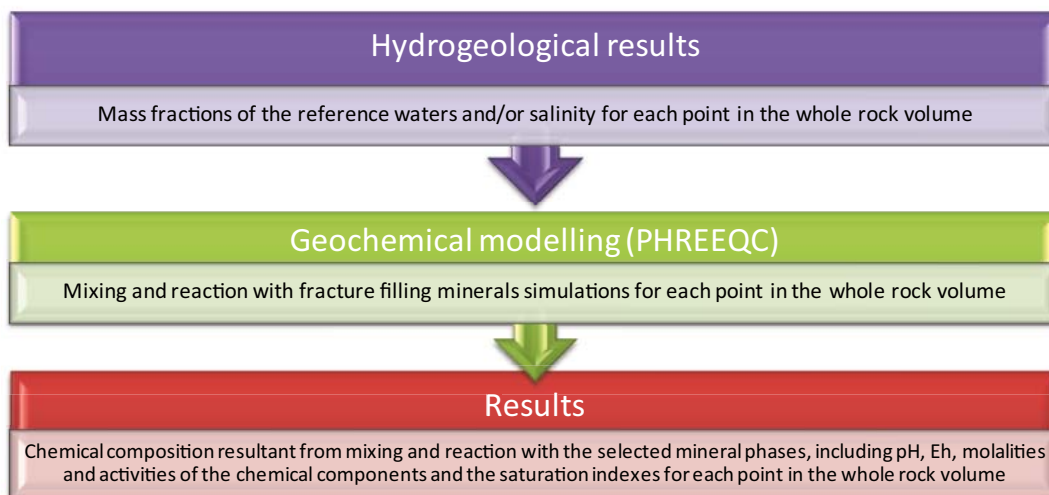 Hydrogeological results
Mass fractions of the reference waters and/or salinity for each point in the whole rock volume
Geochemical modelling (PHREEQC)
Mixing and reaction with fracture filling minerals simulations for each point in the whole rock volume
Results
Chemical composition resultant from mixing and reaction with the selected mineral phases, including pH, Eh, molalities
and activities of the chemical components and the saturation indexes for each point in the whole rock volume